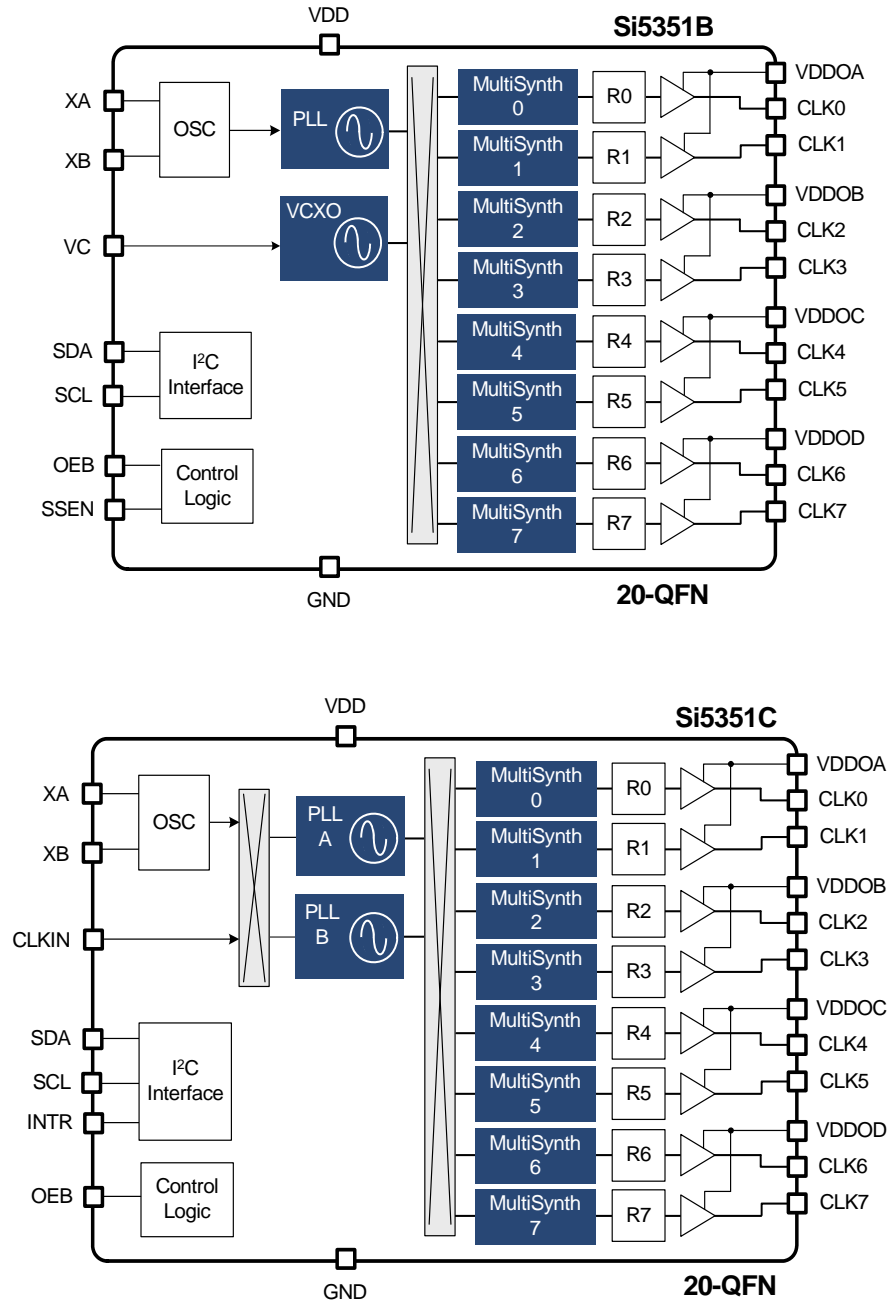 VDD
Si5351B
XA
XB
VC
SDA
SCL
OEB
SSEN
OSC
PLL
VCXO
I²C
Interface
Control
Logic
MultiSynth
0
MultiSynth
1
MultiSynth
2
MultiSynth
3
MultiSynth
4
MultiSynth
5
MultiSynth
6
MultiSynth
7
R0
R1
R2
R3
R4
R5
R6
R7
VDDOA
CLK0
CLK1
VDDOB
CLK2
CLK3
VDDOC
CLK4
CLK5
VDDOD
CLK6
CLK7
GND
20-QFN
VDD
Si5351C
XA
XB
CLKIN
SDA
SCL
INTR
OEB
OSC
PLL
A
PLL
B
I²C
Interface
Control
Logic
MultiSynth
0
MultiSynth
1
MultiSynth
2
MultiSynth
3
MultiSynth
4
MultiSynth
5
MultiSynth
6
MultiSynth
7
R0
R1
R2
R3
R4
R5
R6
R7
VDDOA
CLK0
CLK1
VDDOB
CLK2
CLK3
VDDOC
CLK4
CLK5
VDDOD
CLK6
CLK7
GND
20-QFN